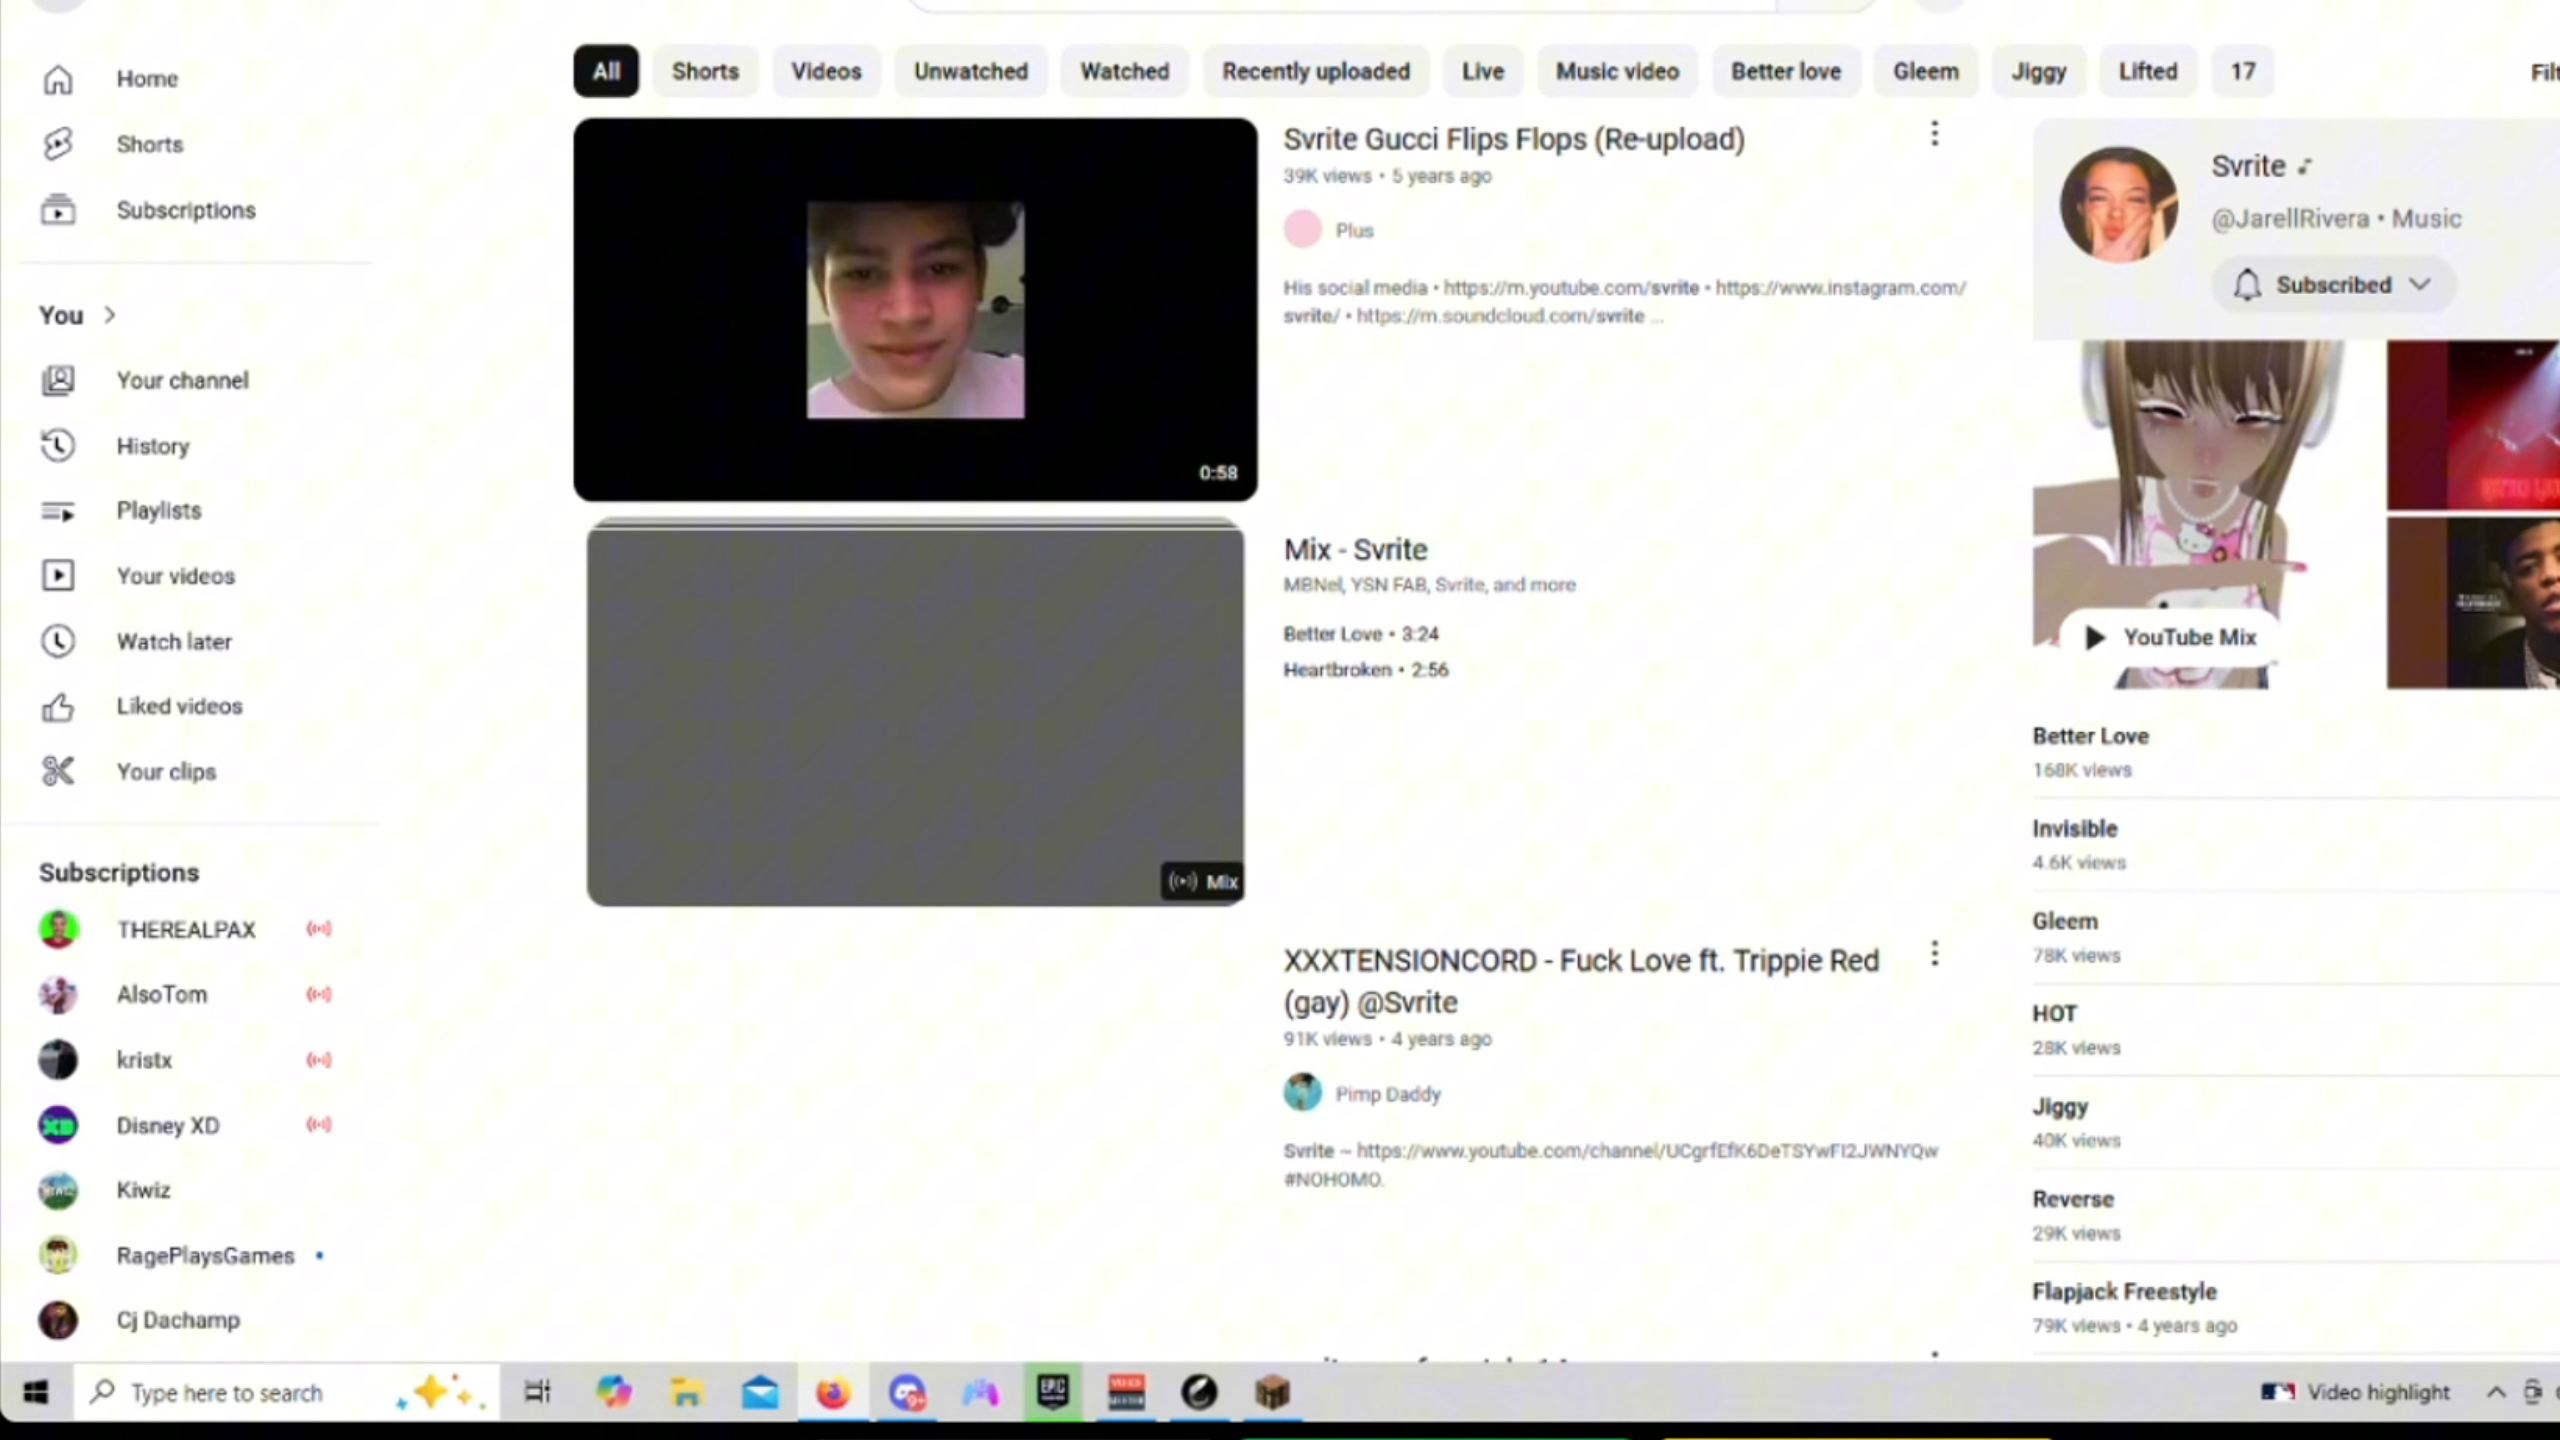 All
Shorts
Videos
Unwatched
Watched
Recently uploaded
Live
Music video
Better love
Gleem
Jiggy
Lifted
17
Home
Shorts
Subscriptions
You
Your channel
History
Playlists
Your videos
Watch later
Liked videos
Your clips
Subscriptions
THEREALPAX
AlsoTom
kristx
Disney XD
Kiwiz
RagePlaysGames
Cj Dachamp
0:58
Svrite Gucci Flips Flops (Re-upload)
39K views • 5 years ago
Plus
His social media • https://m.youtube.com/svrite • https://www.instagram.com/
svrite/ • https://m.soundcloud.com/svrite ...
Mix
Mix - Svrite
MBNel, YSN FAB, Svrite, and more
Better Love • 3:24
Heartbroken • 2:56
XXXTENSIONCORD - Fuck Love ft. Trippie Red
(gay) @Svrite
91K views • 4 years ago
Pimp Daddy
Svrite – https://www.youtube.com/channel/UCgrfEfK6DeTSYwFI2JWNYQw
#NOHOMO.
Svrite
@JarellRivera • Music
Subscribed
YouTube Mix
Better Love
168K views
Invisible
4.6K views
Gleem
78K views
HOT
28K views
Jiggy
40K views
Reverse
29K views
Flapjack Freestyle
79K views • 4 years ago
Type here to search
EPIC
Video highlight